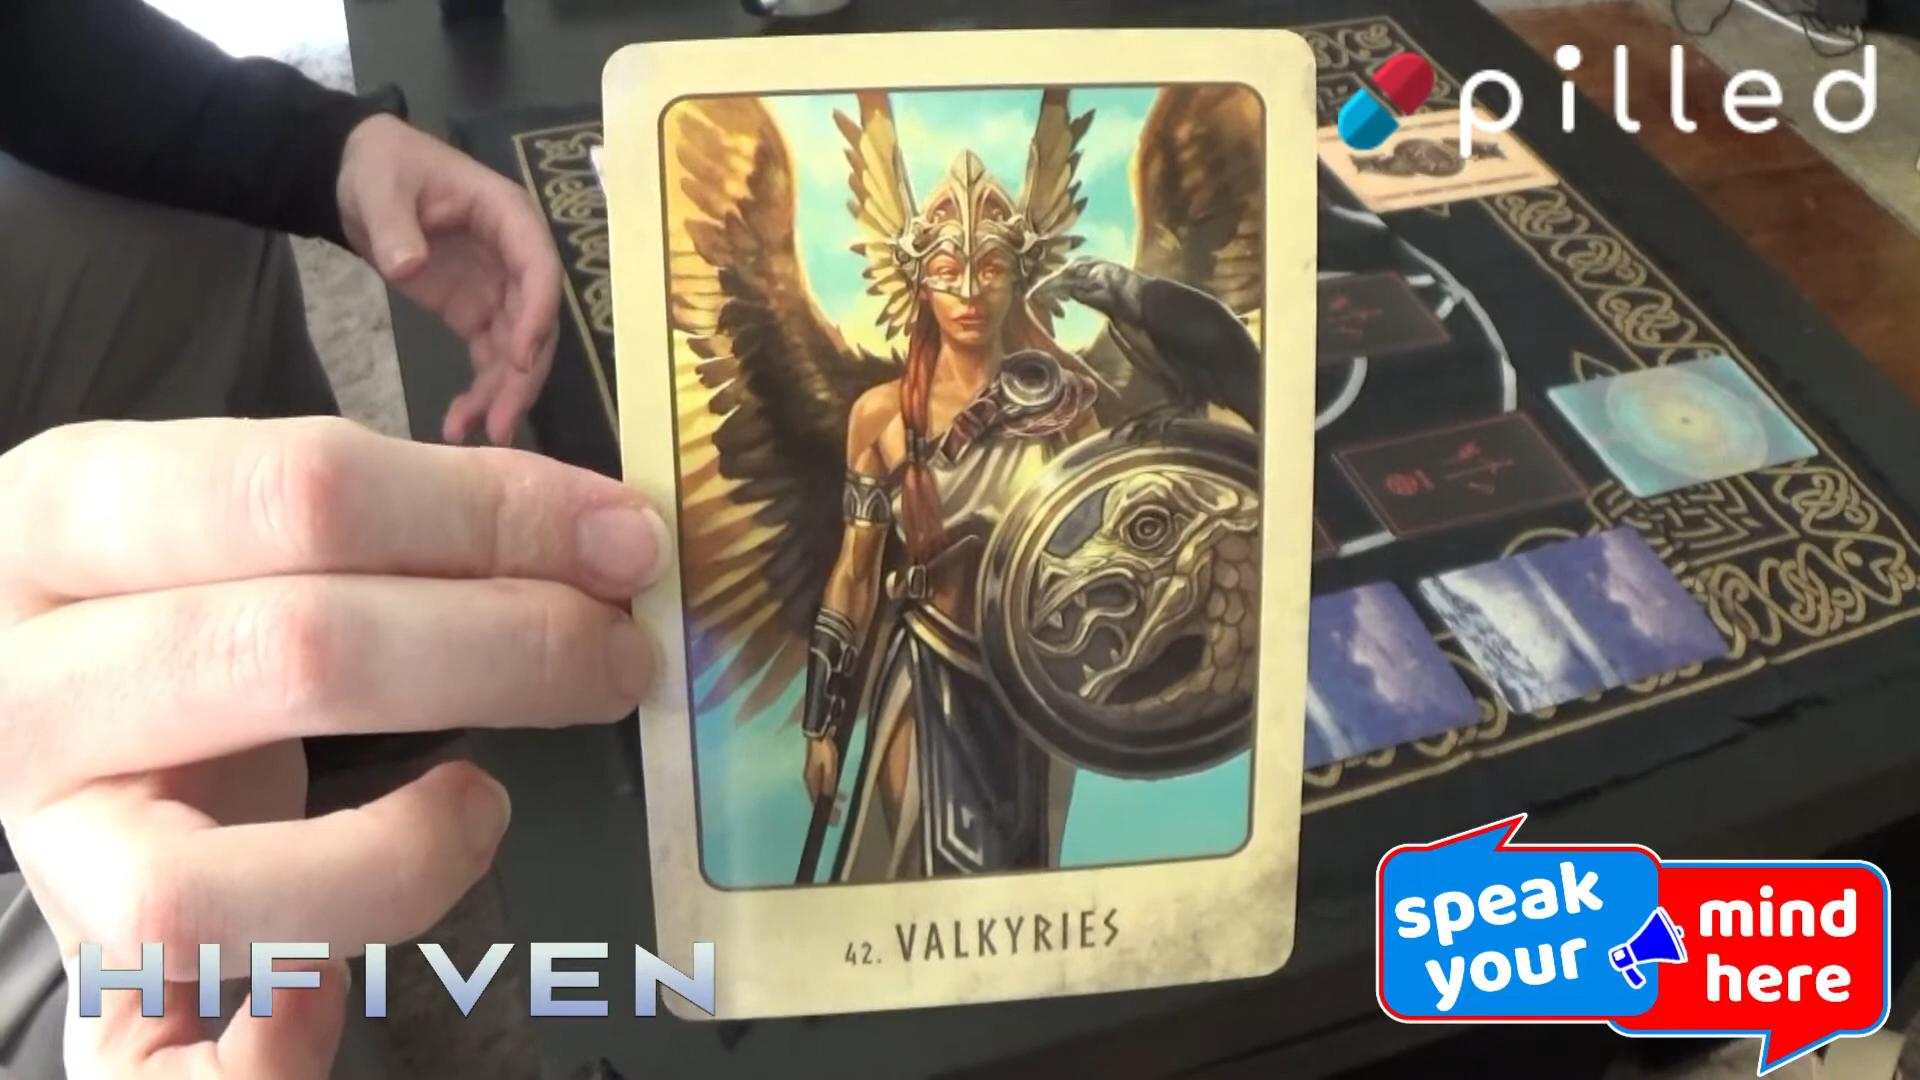 pilled
42. VALKYRIES
HIFIVEN
speak
your
mind
here